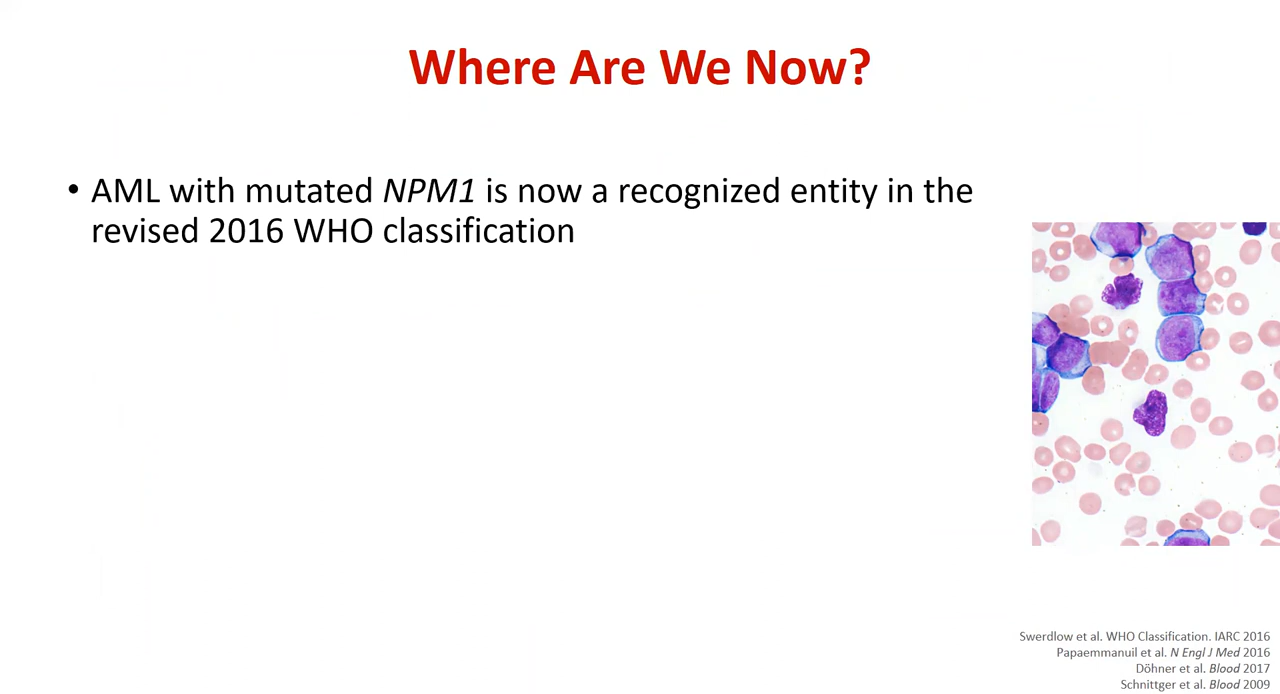 Where Are We Now?
• AML with mutated NPM1 is now a recognized entity in the
revised 2016 WHO classification
Swerdlow et al. WHO Classification. IARC 2016
Papaemmanuil et al. N Engl J Med 2016
Döhner et al. Blood 2017
Schnittger et al. Blood 2009